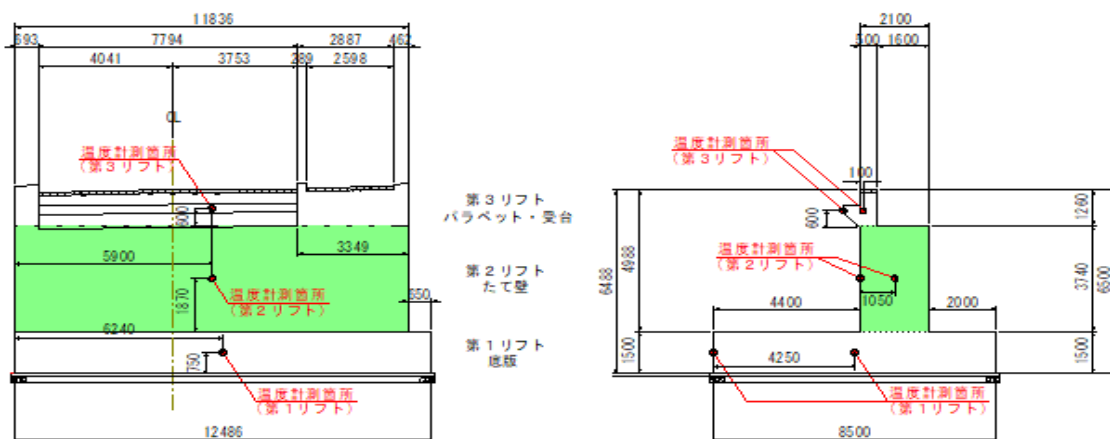 11836
693 7794 2887 462
4041 3753 289 2598
CL
温度計測箇所
(第3リフト)
600
第3リフト
パラペット・受台
5900
3349
第2リフト
たて壁
温度計測箇所
(第2リフト)
1870
650
6240
第1リフト
底版
750
温度計測箇所
(第1リフト)
12486
2100
500 1600
温度計測箇所
(第3リフト)
100
600
1260
温度計測箇所
(第2リフト)
6488
4988
1050
3740
6500
4400
2000
1500
4250
1500
温度計測箇所
(第1リフト)
8500